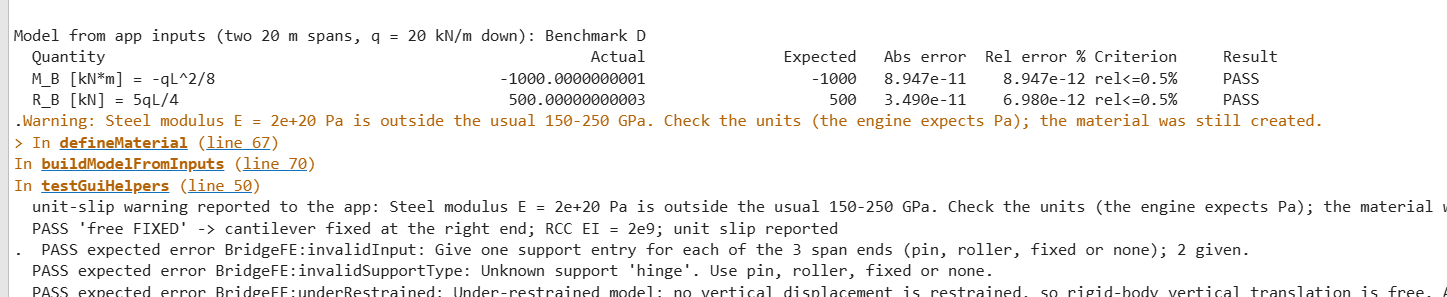 Model from app inputs (two 20 m spans, q = 20 kN/m down): Benchmark D
Quantity Actual Expected Abs error Rel error % Criterion Result
M_B [kN*m] = -qL^2/8 -1000.0000000001 -1000 8.947e-11 8.947e-12 rel<=0.5% PASS
R_B [kN] = 5qL/4 500.00000000003 500 3.490e-11 6.980e-12 rel<=0.5% PASS
.Warning: Steel modulus E = 2e+20 Pa is outside the usual 150-250 GPa. Check the units (the engine expects Pa); the material was still created.
> In defineMaterial (line 67)
In buildModelFromInputs (line 70)
In testGuiHelpers (line 50)
unit-slip warning reported to the app: Steel modulus E = 2e+20 Pa is outside the usual 150-250 GPa. Check the units (the engine expects Pa); the material
PASS 'free FIXED' -> cantilever fixed at the right end; RCC EI = 2e9; unit slip reported
. PASS expected error BridgeFE:invalidInput: Give one support entry for each of the 3 span ends (pin, roller, fixed or none); 2 given.
PASS expected error BridgeFE:invalidSupportType: Unknown support 'hinge'. Use pin, roller, fixed or none.
PASS expected error BridgeFE:underRestrained: Under-restrained model: no vertical displacement is restrained, so rigid-body vertical translation is free.